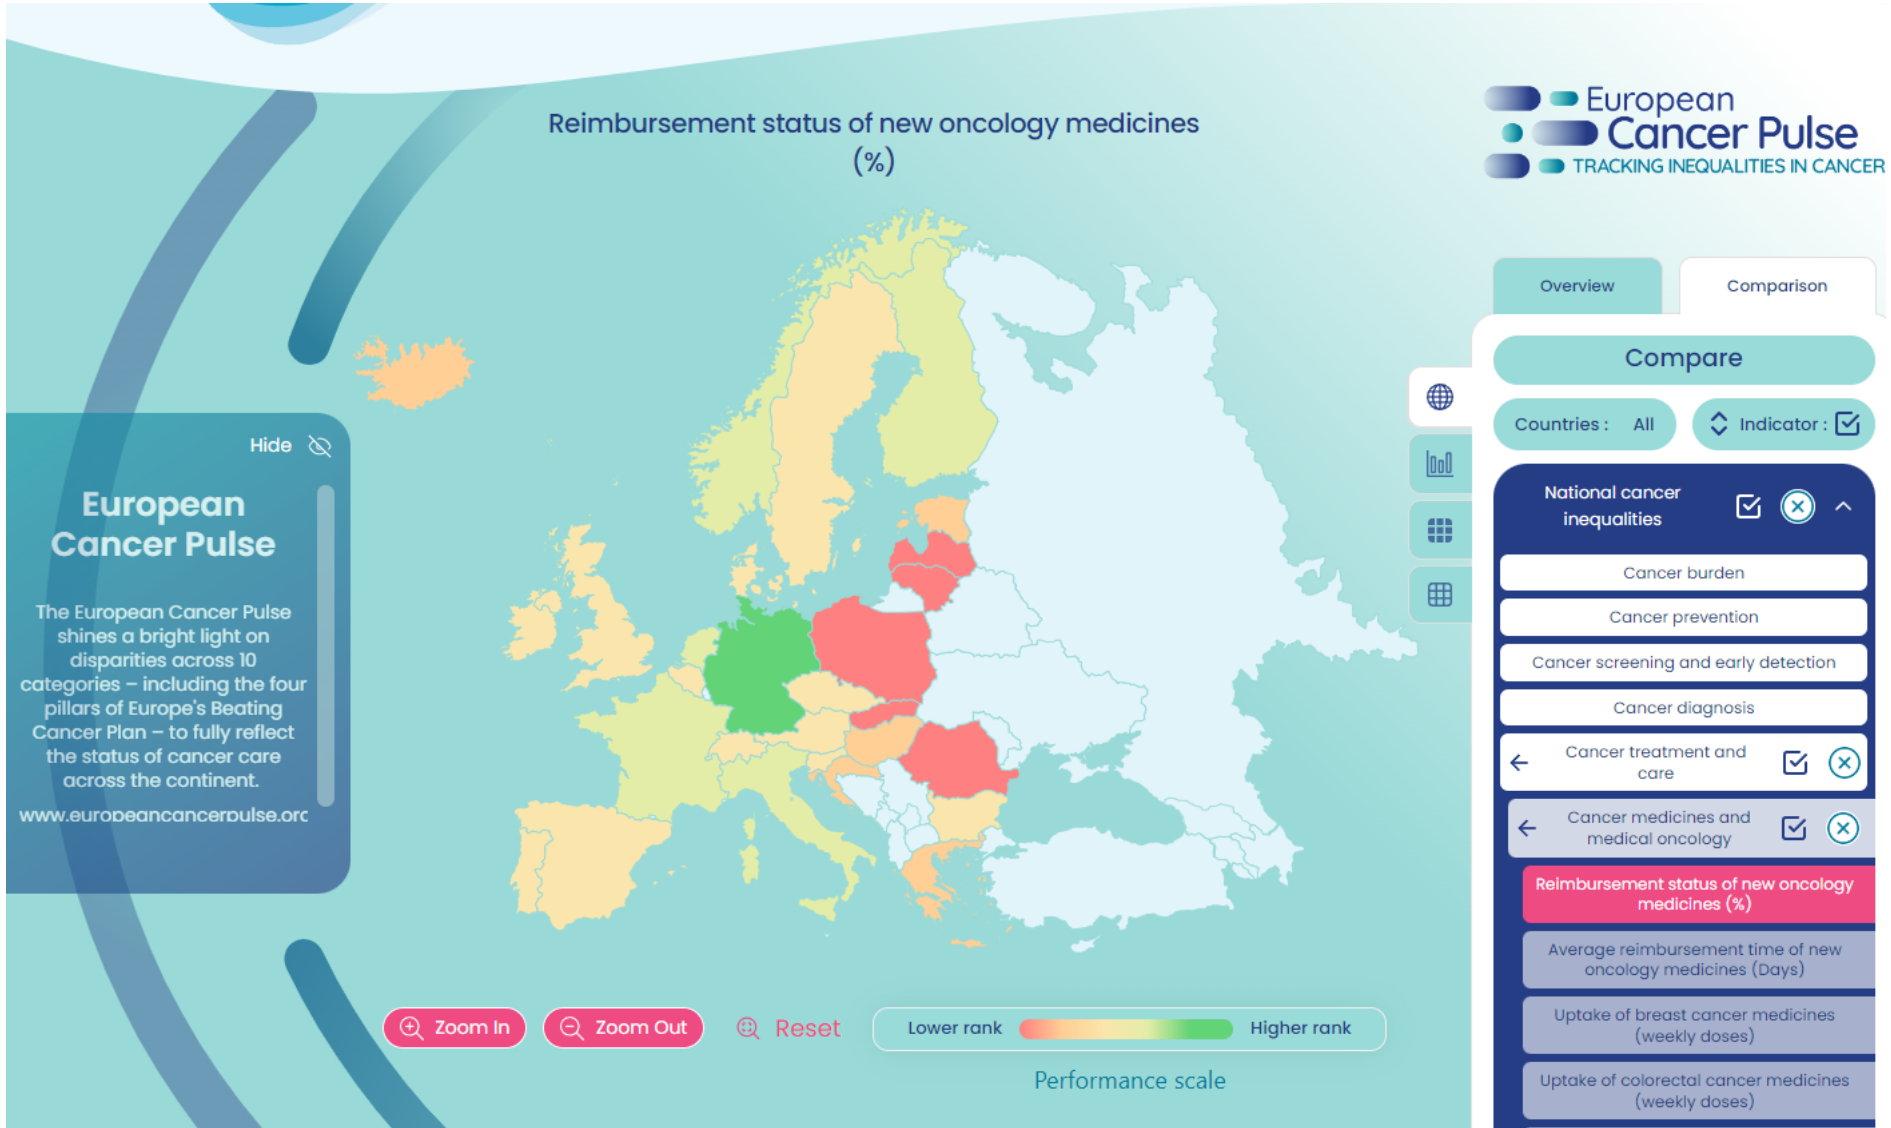 Reimbursement status of new oncology medicines
(%)
European
Cancer Pulse
TRACKING INEQUALITIES IN CANCER
Hide
European
Cancer Pulse
The European Cancer Pulse
shines a bright light on
disparities across 10
categories – including the four
pillars of Europe's Beating
Cancer Plan – to fully reflect
the status of cancer care
across the continent.
www.europeancancerpulse.org
Zoom In
Zoom Out
Reset
Lower rank
Higher rank
Performance scale
Overview
Comparison
Compare
Countries :
All
Indicator :
National cancer
inequalities
Cancer burden
Cancer prevention
Cancer screening and early detection
Cancer diagnosis
Cancer treatment and
care
Cancer medicines and
medical oncology
Reimbursement status of new oncology
medicines (%)
Average reimbursement time of new
oncology medicines (Days)
Uptake of breast cancer medicines
(weekly doses)
Uptake of colorectal cancer medicines
(weekly doses)